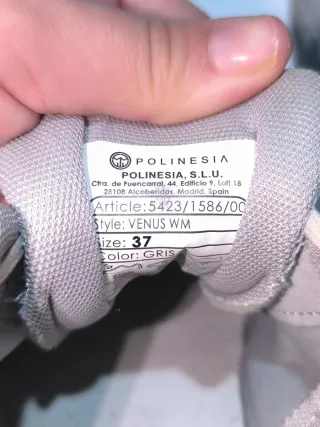 POLINESIA
POLINESIA, S.L.U.
Ctra. de Fuencarral, 44, Edificio 9, Loft 18
28108 Alcobendas, Madrid, Spain
Article: 5423/1586/00
Style: VENUS WM
Size: 37
Color: GRIS